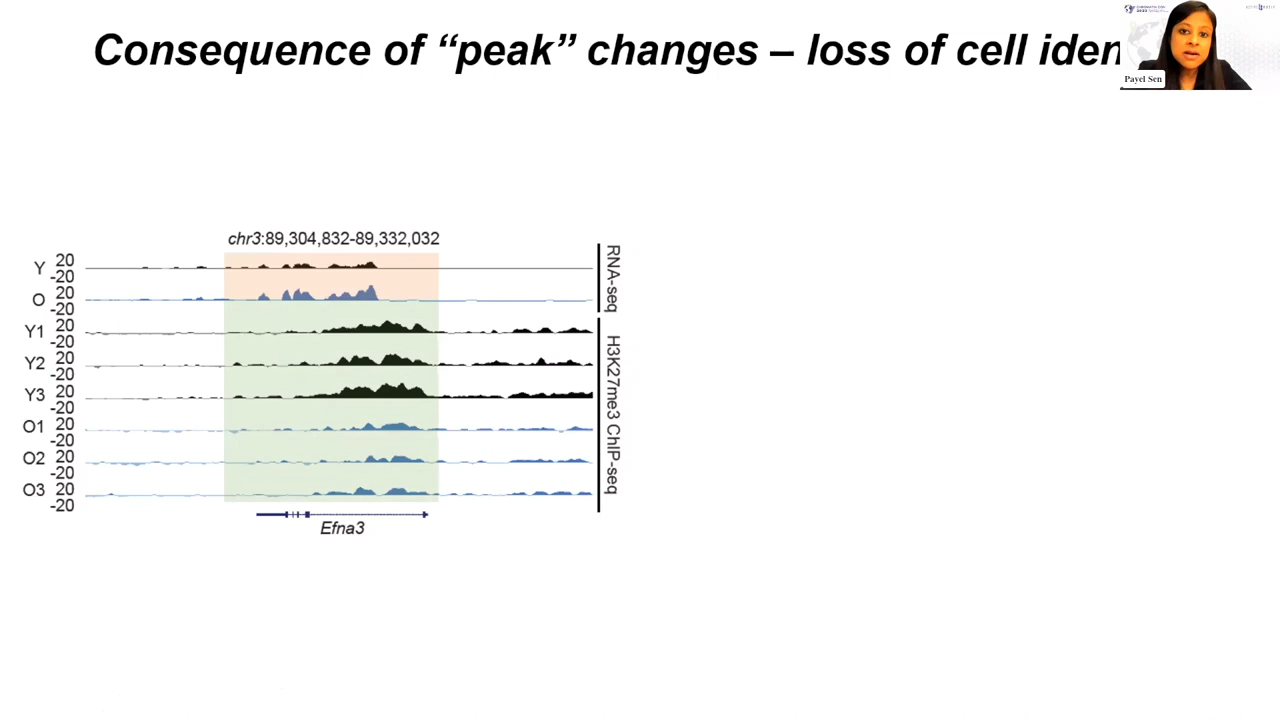 Consequence of “peak” changes – loss of cell iden
Payel Sen
chr3:89,304,832-89,332,032
Y 20
-20
O 20
-20
Y1 20
-20
Y2 20
-20
Y3 20
-20
O1 20
-20
O2 20
-20
O3 20
-20
RNA-seq
H3K27me3 ChIP-seq
Efna3